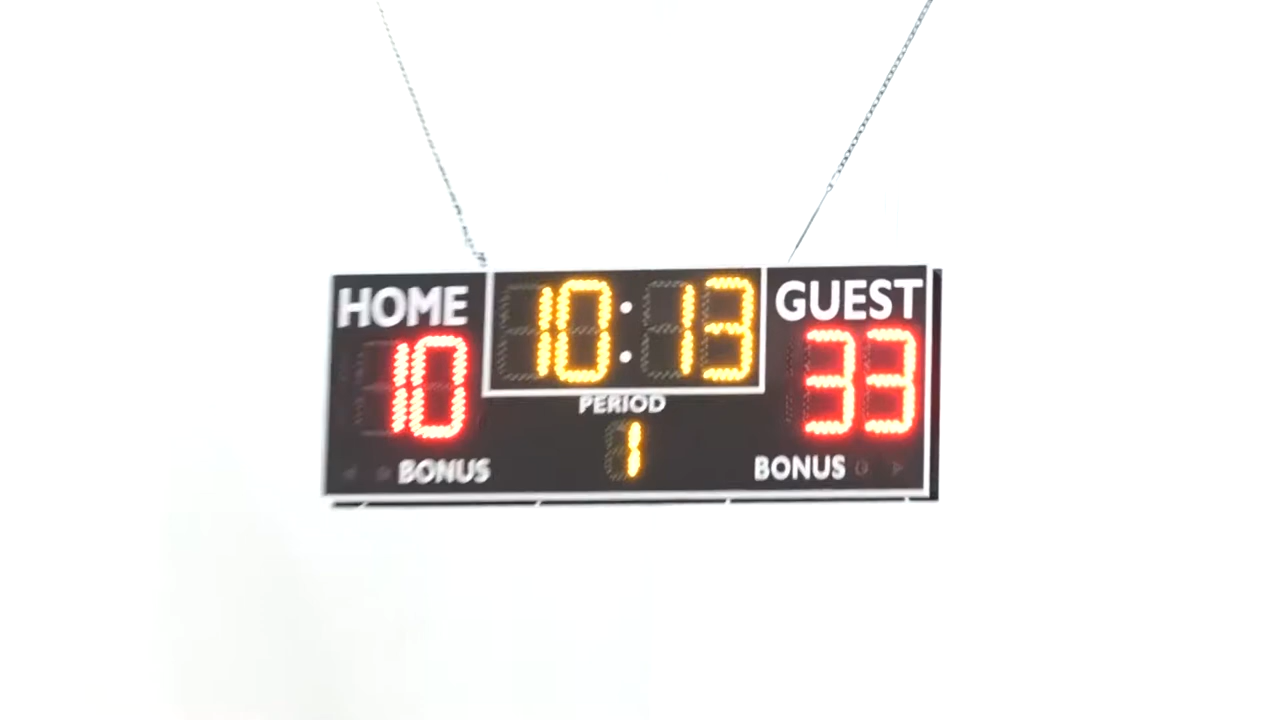 HOME 10:13 GUEST
10 33
PERIOD
1
BONUS BONUS